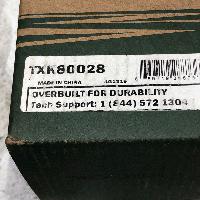 TXK80028
MADE IN CHINA
OVERBUILT FOR DURABILITY
Tech Support: 1 (844) 572 1304